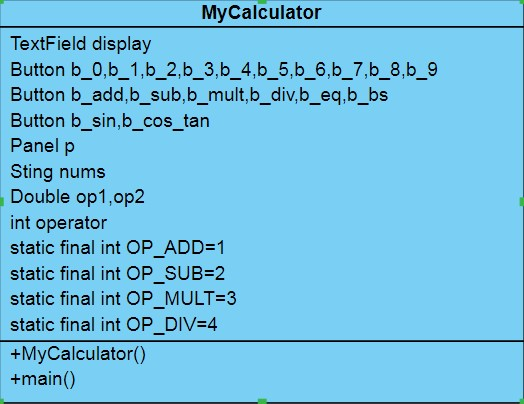 MyCalculator
TextField display
Button b_0,b_1,b_2,b_3,b_4,b_5,b_6,b_7,b_8,b_9
Button b_add,b_sub,b_mult,b_div,b_eq,b_bs
Button b_sin,b_cos_tan
Panel p
Sting nums
Double op1,op2
int operator
static final int OP_ADD=1
static final int OP_SUB=2
static final int OP_MULT=3
static final int OP_DIV=4
+MyCalculator()
+main()